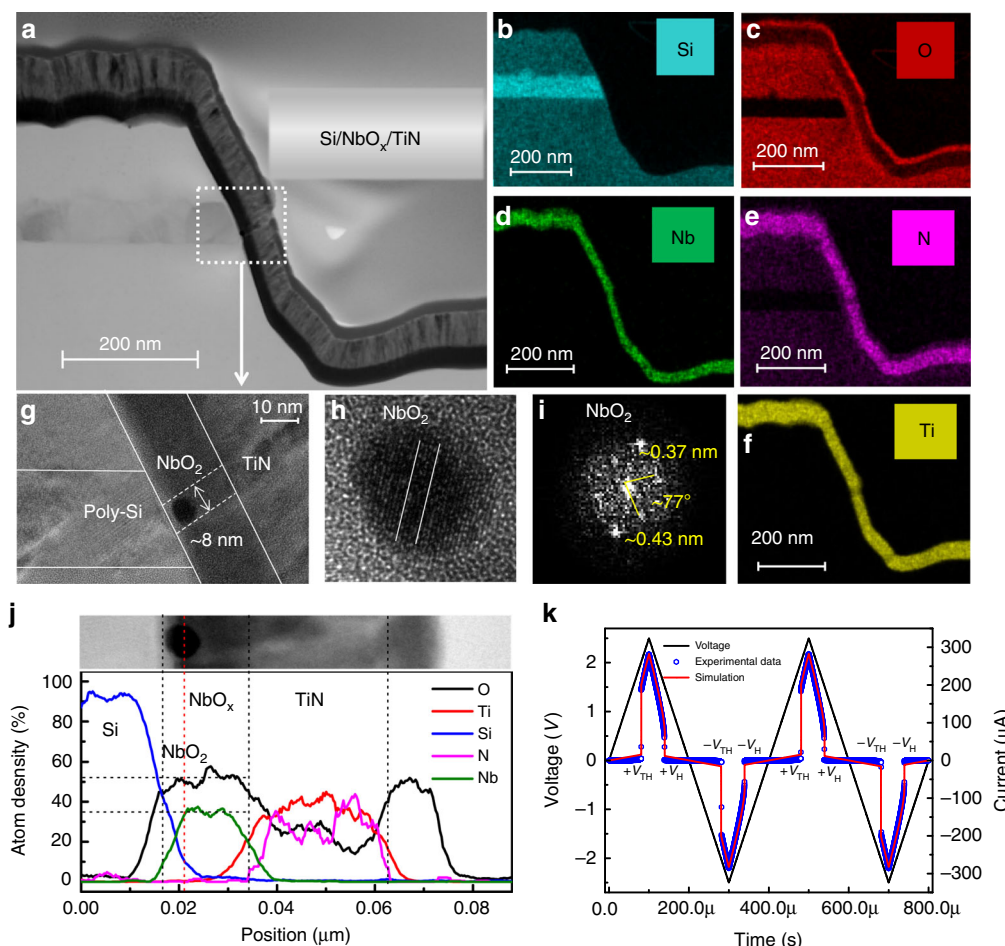 a
Si/NbOx/TiN
200 nm
b
Si
200 nm
c
O
200 nm
d
Nb
200 nm
e
N
200 nm
g
10 nm
NbO2
TiN
Poly-Si
~8 nm
h
NbO2
i
NbO2
~0.37 nm
~77°
~0.43 nm
f
Ti
200 nm
j
100
80
60
40
20
0
Atom density (%)
Si
NbO2
NbOx
TiN
O
Ti
Si
N
Nb
0.00 0.02 0.04 0.06 0.08
Position (μm)
k
Voltage
Experimental data
Simulation
2
1
0
−1
−2
Voltage (V)
300
200
100
0
−100
−200
−300
Current (μA)
−VTH −VH −VTH −VH
+VTH +VH +VTH +VH
0.0 200.0μ 400.0μ 600.0μ 800.0μ
Time (s)